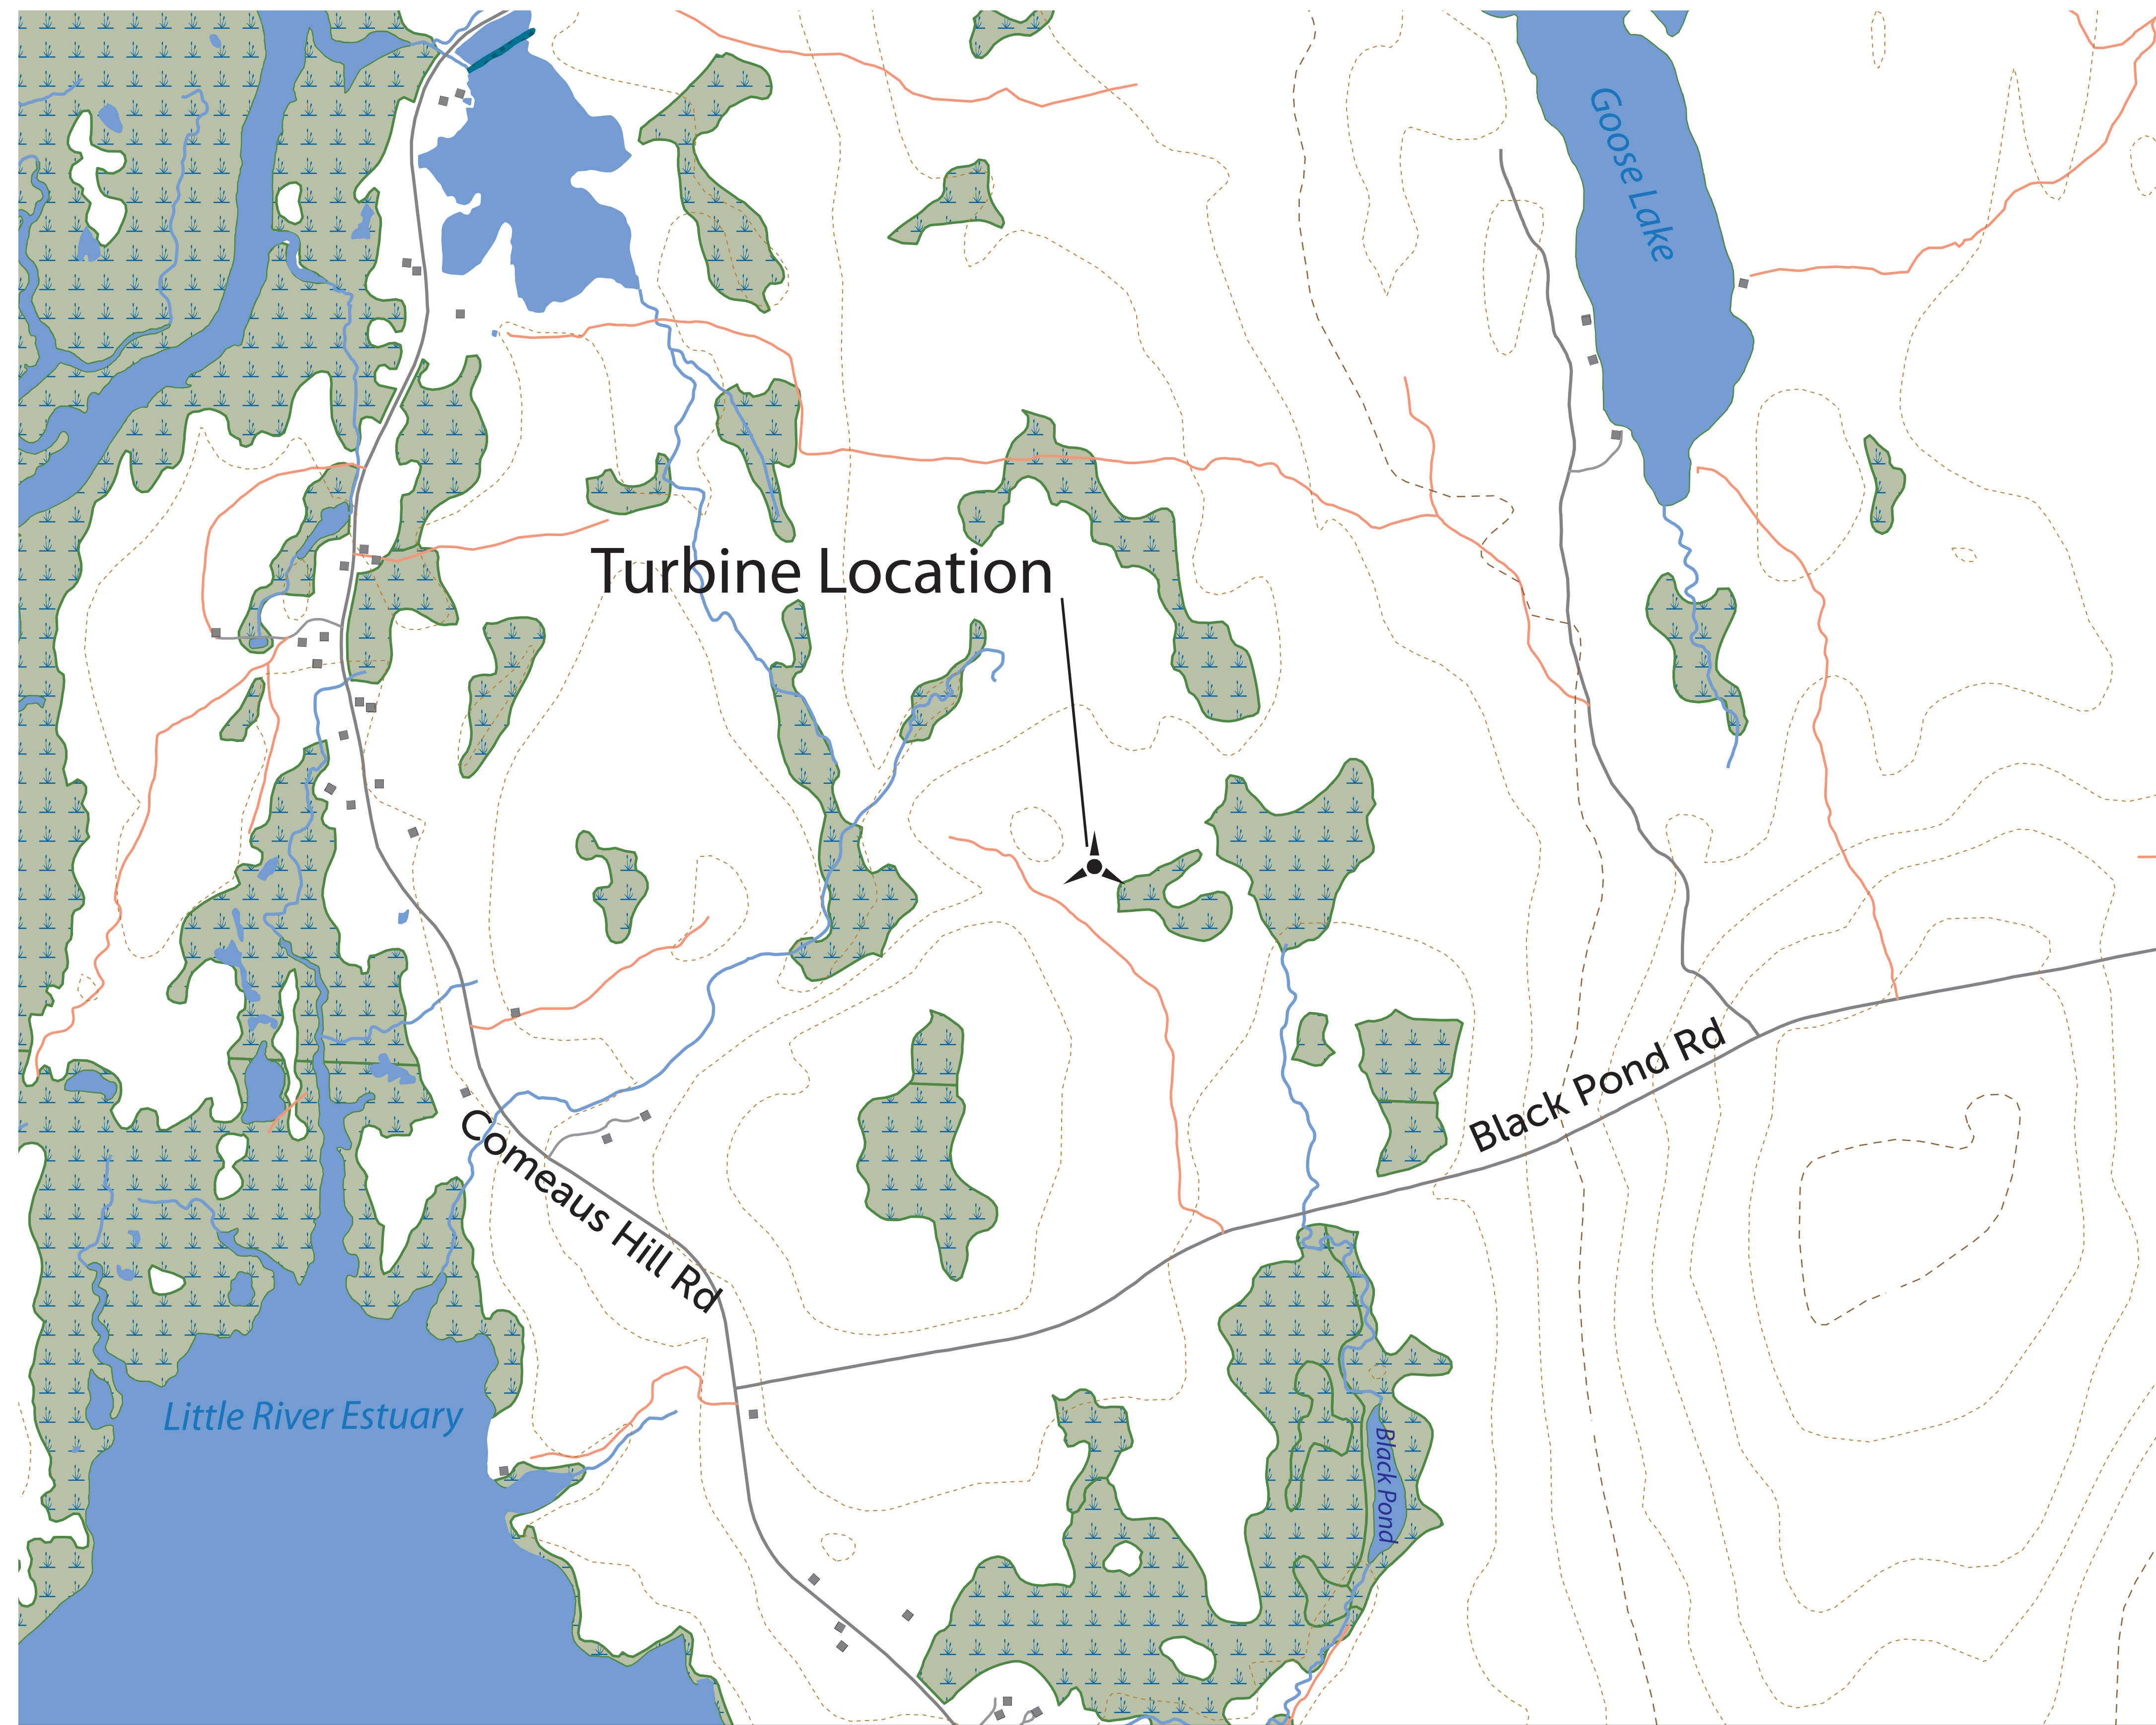 Goose Lake
Turbine Location
Black Pond Rd
Comeaus Hill Rd
Little River Estuary
Black Pond